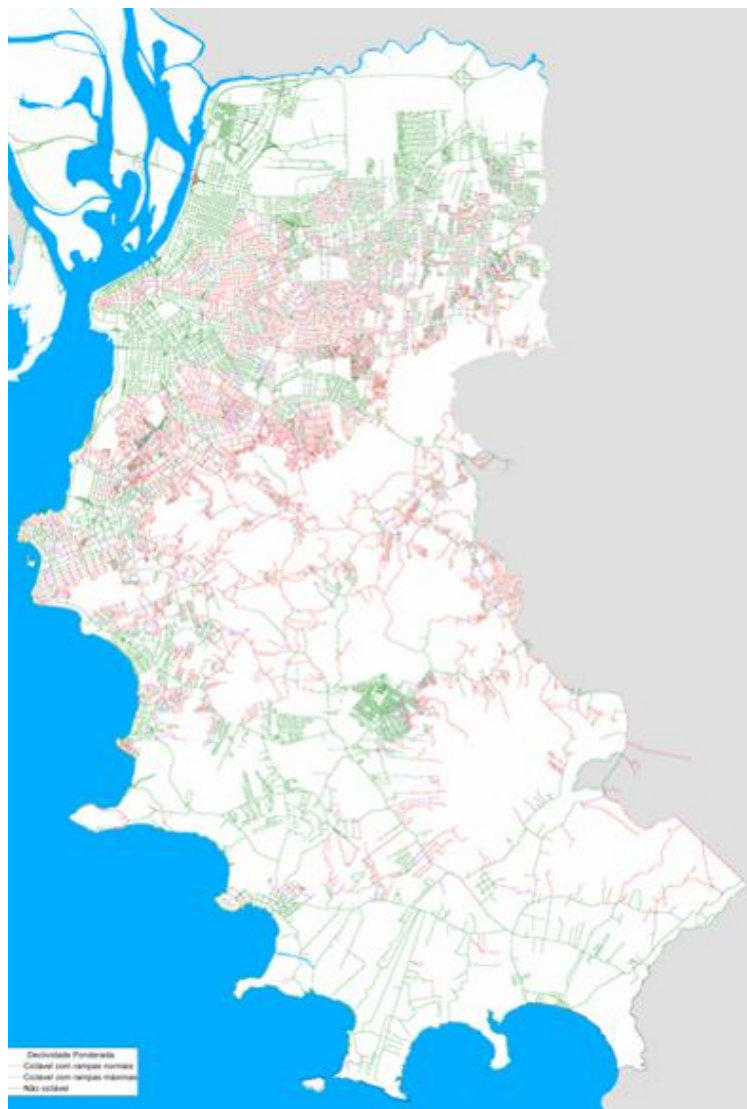 Declividade Ponderada
Ciclável com rampas normais
Ciclável com rampas máximas
Não ciclável